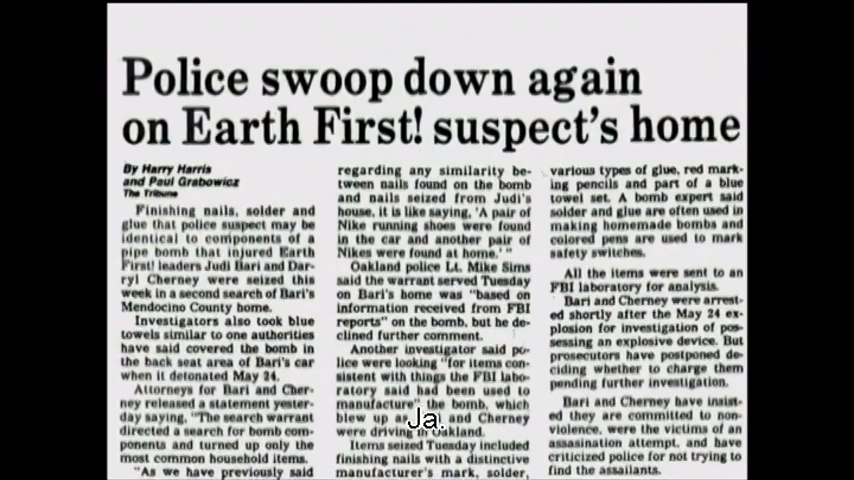 Police swoop down again
on Earth First! suspect's home
By Harry Harris
and Paul Grabowicz
The Tribune
Finishing nails, solder and
glue that police suspect may be
identical to components of a
pipe bomb that injured Earth
First! leaders Judi Bari and Dar-
ryl Cherney were seized this
week in a second search of Bari's
Mendocino County home.
Investigators also took blue
towels similar to one authorities
have said covered the bomb in
the back seat area of Bari's car
when it detonated May 24.
Attorneys for Bari and Cher-
ney released a statement yester-
day saying, "The search warrant
directed a search for bomb com-
ponents and turned up only the
most common household items.
"As we have previously said
regarding any similarity be-
tween nails found on the bomb
and nails seized from Judi's
house, it is like saying, 'A pair of
Nike running shoes were found
in the car and another pair of
Nikes were found at home.' "
Oakland police Lt. Mike Sims
said the warrant served Tuesday
on Bari's home was "based on
information received from FBI
reports" on the bomb, but he de-
clined further comment.
Another investigator said po-
lice were looking "for items con-
sistent with things the FBI labo-
ratory said had been used to
manufacture" the bomb, which
blew up as and Cherney
were driving in Oakland.
Items seized Tuesday included
finishing nails with a distinctive
manufacturer's mark, solder,
various types of glue, red mark-
ing pencils and part of a blue
towel set. A bomb expert said
solder and glue are often used in
making homemade bombs and
colored pens are used to mark
safety switches.
All the items were sent to an
FBI laboratory for analysis.
Bari and Cherney were arrest-
ed shortly after the May 24 ex-
plosion for investigation of pos-
sessing an explosive device. But
prosecutors have postponed de-
ciding whether to charge them
pending further investigation.
Bari and Cherney have insist-
ed they are committed to non-
violence, were the victims of an
assasination attempt, and have
criticized police for not trying to
find the assailants.
Ja.